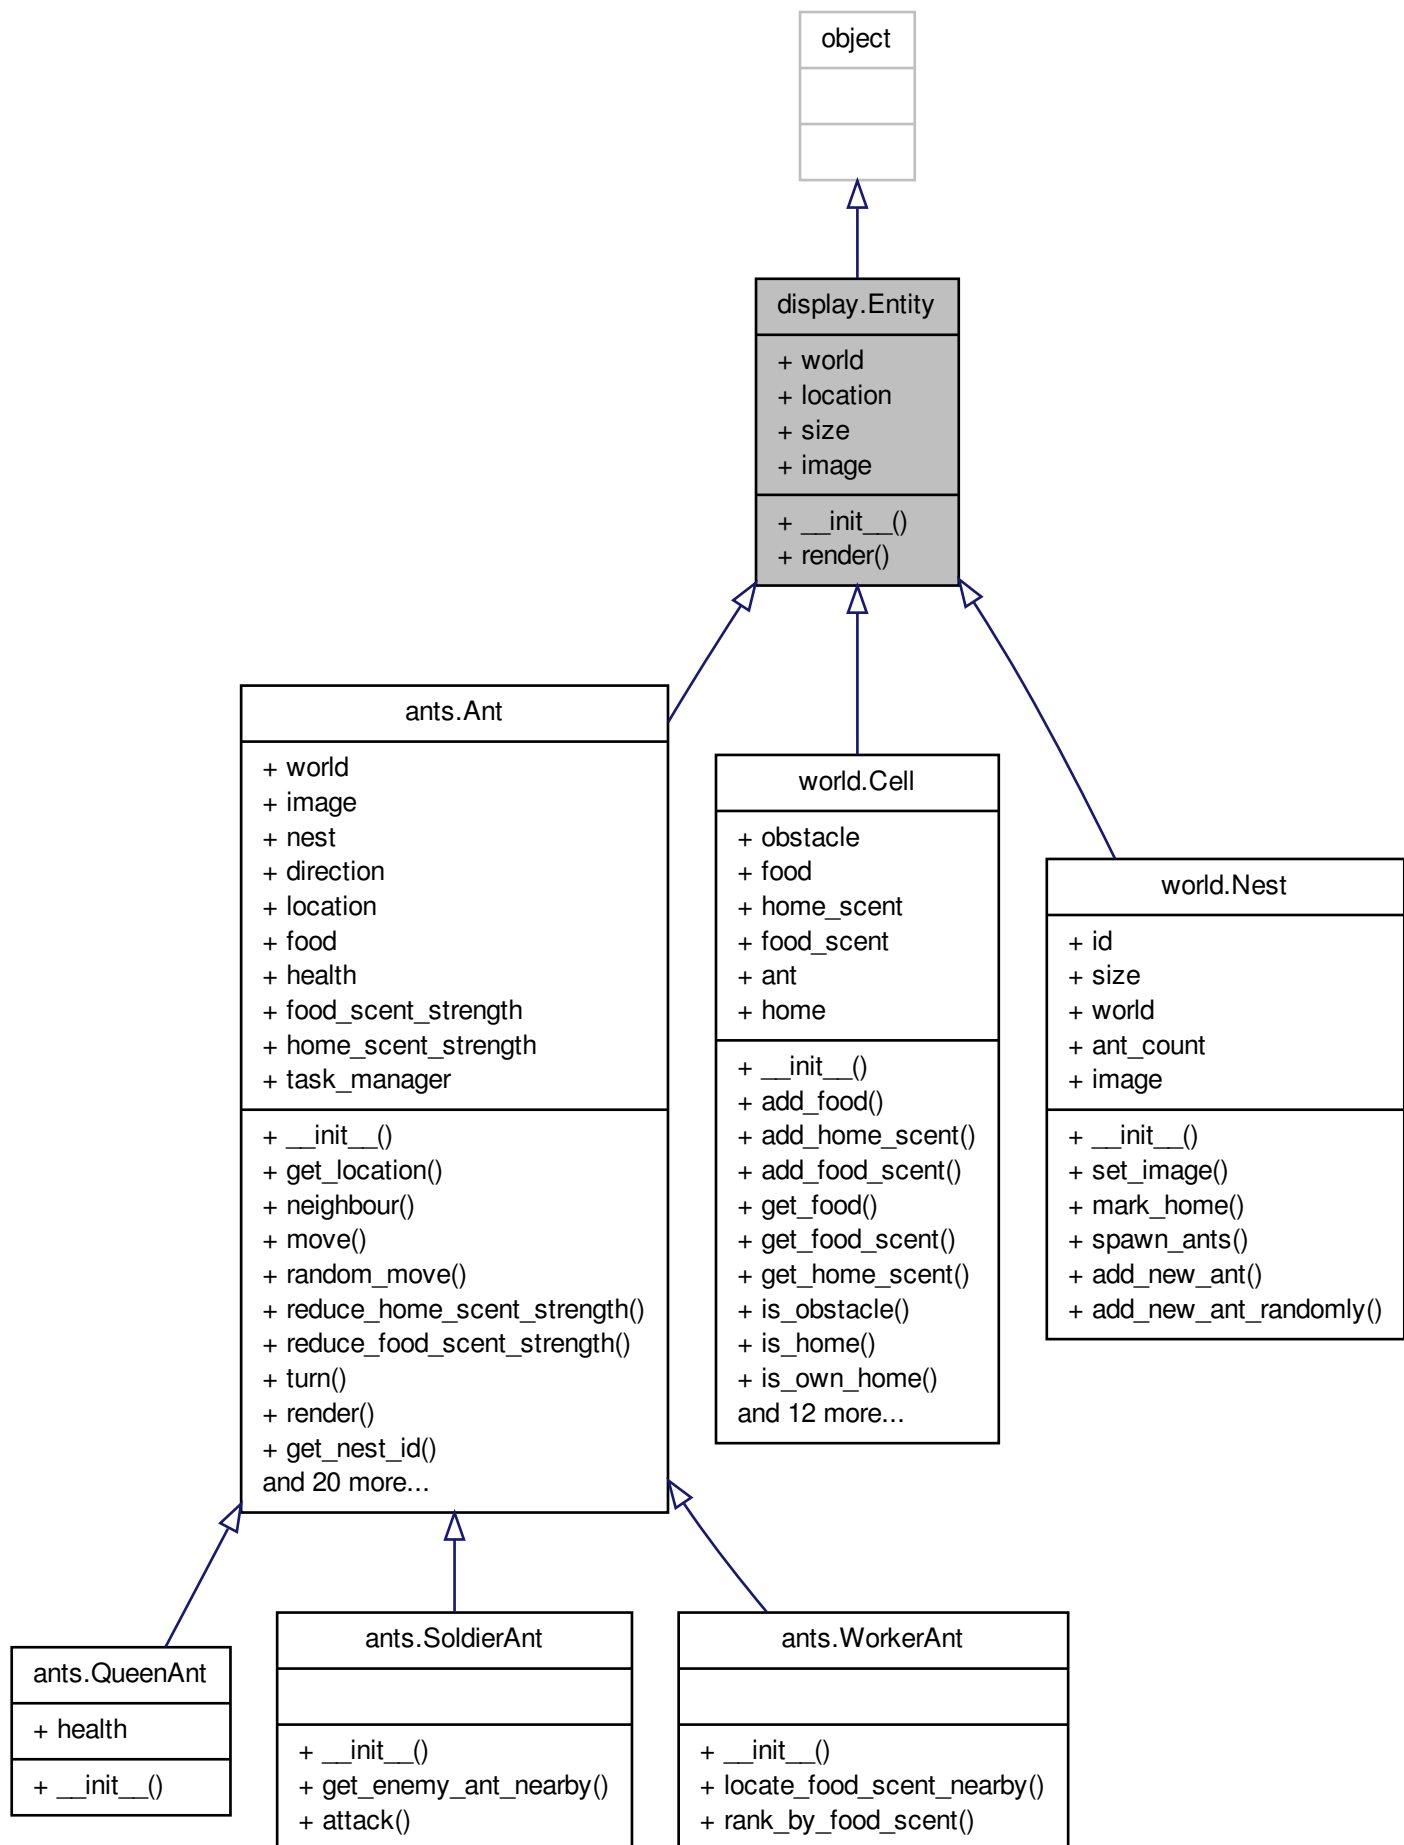 object
display.Entity
+ world
+ location
+ size
+ image
+ __init__()
+ render()
ants.Ant
+ world
+ image
+ nest
+ direction
+ location
+ food
+ health
+ food_scent_strength
+ home_scent_strength
+ task_manager
+ __init__()
+ get_location()
+ neighbour()
+ move()
+ random_move()
+ reduce_home_scent_strength()
+ reduce_food_scent_strength()
+ turn()
+ render()
+ get_nest_id()
and 20 more...
world.Cell
+ obstacle
+ food
+ home_scent
+ food_scent
+ ant
+ home
+ __init__()
+ add_food()
+ add_home_scent()
+ add_food_scent()
+ get_food()
+ get_food_scent()
+ get_home_scent()
+ is_obstacle()
+ is_home()
+ is_own_home()
and 12 more...
world.Nest
+ id
+ size
+ world
+ ant_count
+ image
+ __init__()
+ set_image()
+ mark_home()
+ spawn_ants()
+ add_new_ant()
+ add_new_ant_randomly()
ants.QueenAnt
+ health
+ __init__()
ants.SoldierAnt
+ __init__()
+ get_enemy_ant_nearby()
+ attack()
ants.WorkerAnt
+ __init__()
+ locate_food_scent_nearby()
+ rank_by_food_scent()